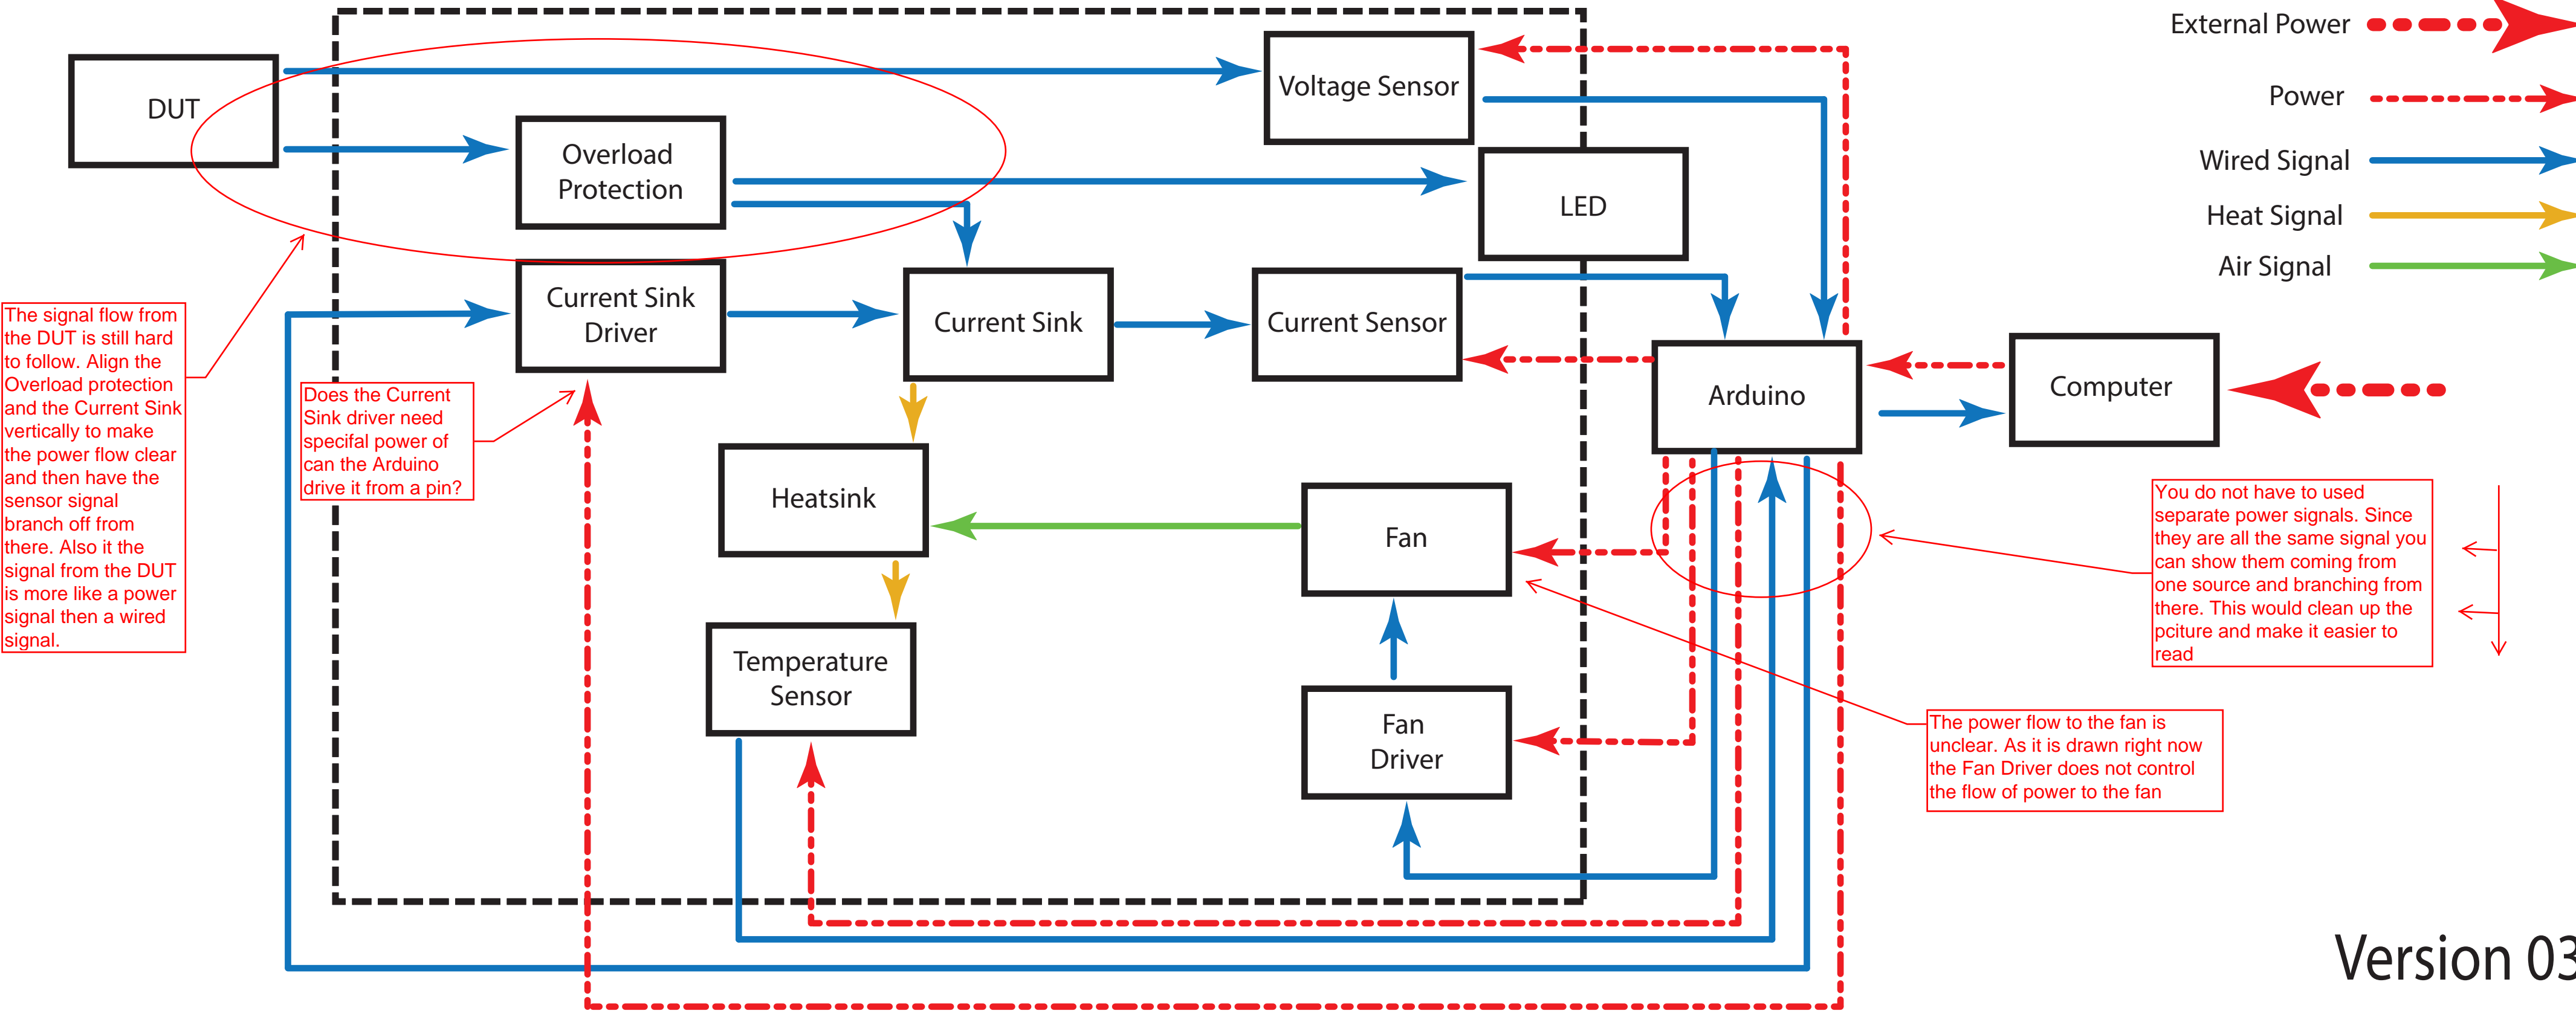 External Power
Power
Wired Signal
Heat Signal
Air Signal
DUT
Voltage Sensor
Overload
Protection
LED
Current Sink
Driver
Current Sink
Current Sensor
Arduino
Computer
Heatsink
Fan
Temperature
Sensor
Fan
Driver
The signal flow from
the DUT is still hard
to follow. Align the
Overload protection
and the Current Sink
vertically to make
the power flow clear
and then have the
sensor signal
branch off from
there. Also it the
signal from the DUT
is more like a power
signal then a wired
signal.
Does the Current
Sink driver need
specifal power of
can the Arduino
drive it from a pin?
You do not have to used
separate power signals. Since
they are all the same signal you
can show them coming from
one source and branching from
there. This would clean up the
pciture and make it easier to
read
The power flow to the fan is
unclear. As it is drawn right now
the Fan Driver does not control
the flow of power to the fan
Version 03